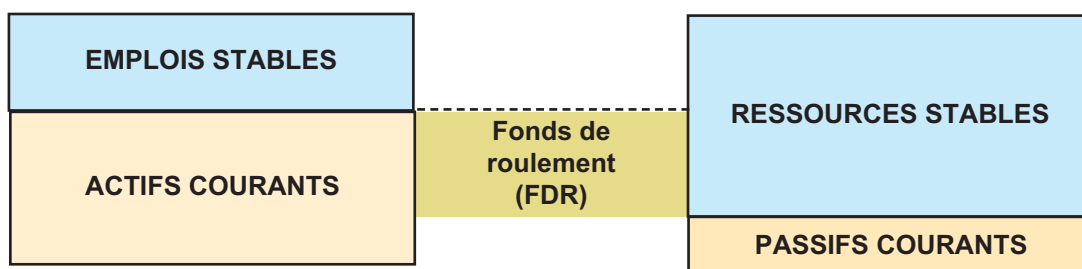 EMPLOIS STABLES
ACTIFS COURANTS
Fonds de
roulement
(FDR)
RESSOURCES STABLES
PASSIFS COURANTS